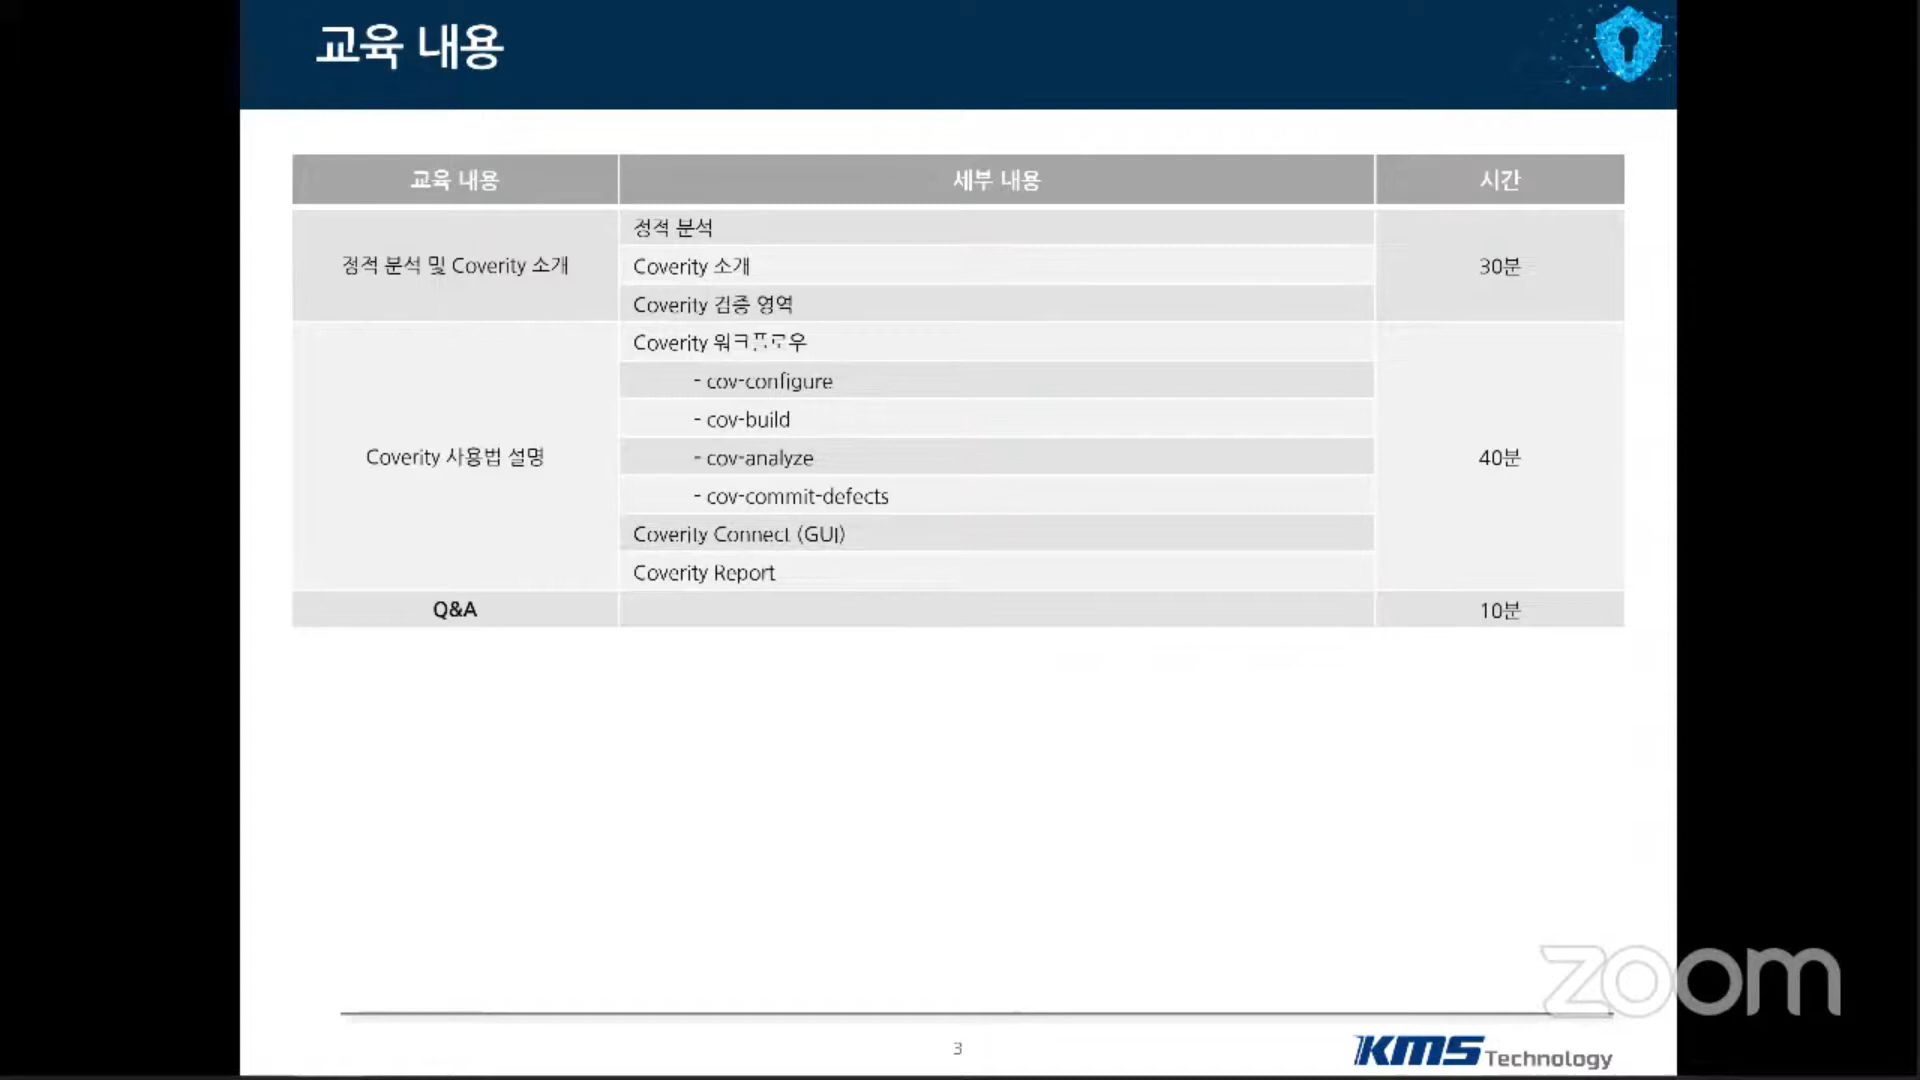 교육 내용
교육 내용 세부 내용 시간
정적 분석 및 Coverity 소개 정적 분석 30분
Coverity 소개
Coverity 검증 영역
Coverity 사용법 설명 Coverity 워크플로우 40분
- cov-configure
- cov-build
- cov-analyze
- cov-commit-defects
Coverity Connect (GUI)
Coverity Report
Q&A 10분
zoom
3
KMS Technology